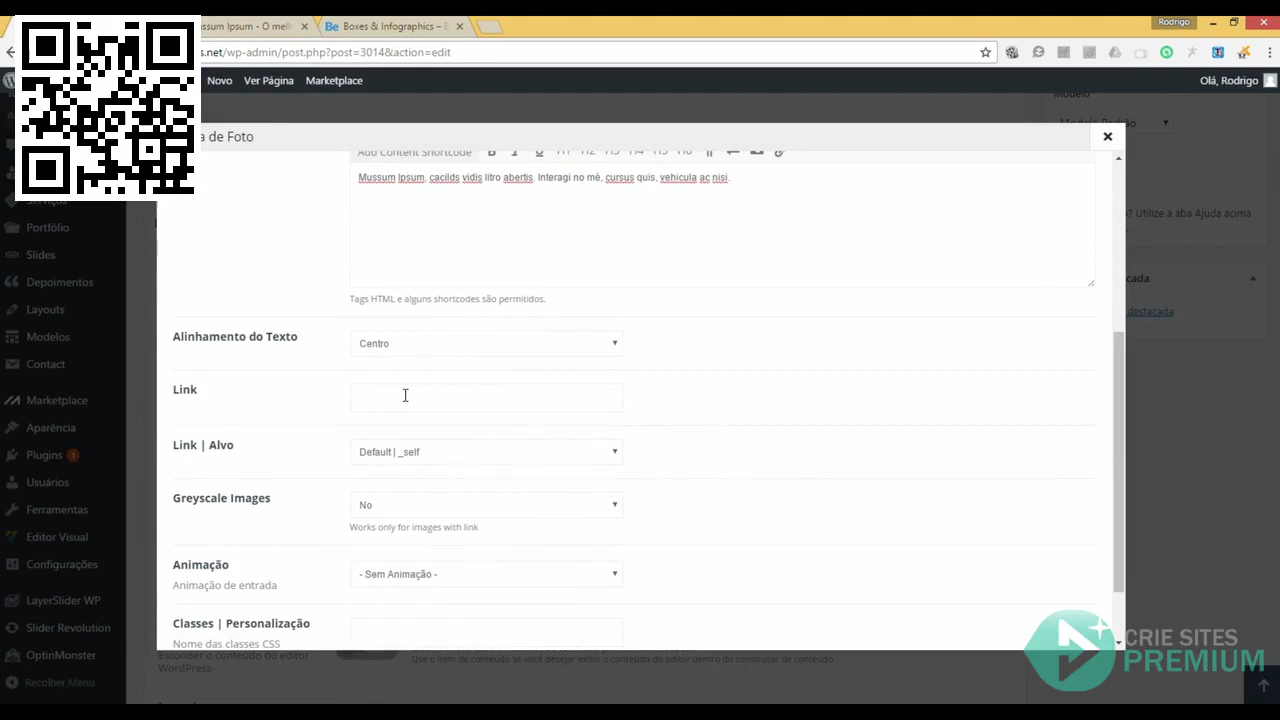 Rodrigo
assum Ipsum - O melh
Boxes & Infographics – B
s.net/wp-admin/post.php?post=3014&action=edit
Novo
Ver Página
Marketplace
Olá, Rodrigo
Modelo
Modelo Padrão
a de Foto
Add Content Shortcode
Mussum Ipsum, cacilds vidis litro abertis. Interagi no mé, cursus quis, vehicula ac nisi.
Serviços
Portfólio
Slides
Depoimentos
Layouts
Modelos
Contact
Marketplace
Aparência
Plugins 1
Usuários
Ferramentas
Editor Visual
Configurações
LayerSlider WP
Slider Revolution
OptinMonster
Recolher Menu
Tags HTML e alguns shortcodes são permitidos.
Alinhamento do Texto
Centro
Link
Link | Alvo
Default | _self
Greyscale Images
No
Works only for images with link
Animação
Animação de entrada
- Sem Animação -
Classes | Personalização
Nome das classes CSS
? Utilize a aba Ajuda acima
cada
destacada
Esconder o conteúdo do editor
WordPress
Use o item de conteúdo se você desejar exibir o conteúdo do editor dentro do construtor de conteúdo
CRIE SITES
PREMIUM